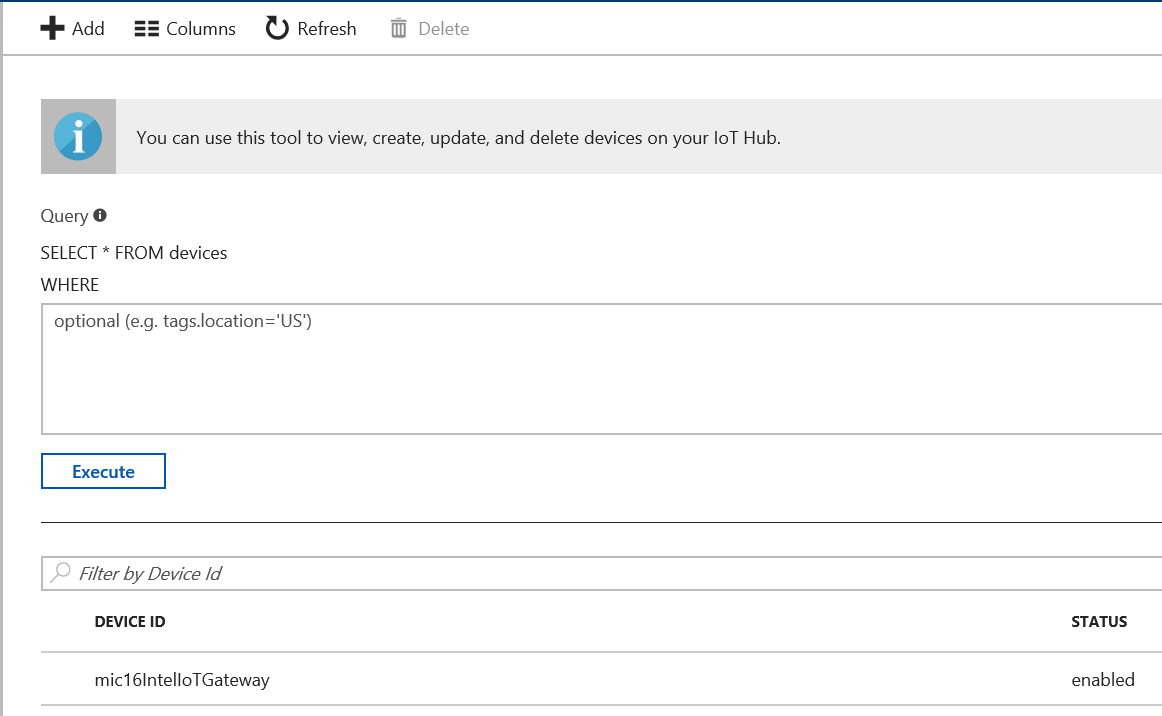 Add Columns Refresh Delete
You can use this tool to view, create, update, and delete devices on your IoT Hub.
Query
SELECT * FROM devices
WHERE
optional (e.g. tags.location='US')
Execute
Filter by Device Id
DEVICE ID STATUS
mic16IntelIoTGateway enabled